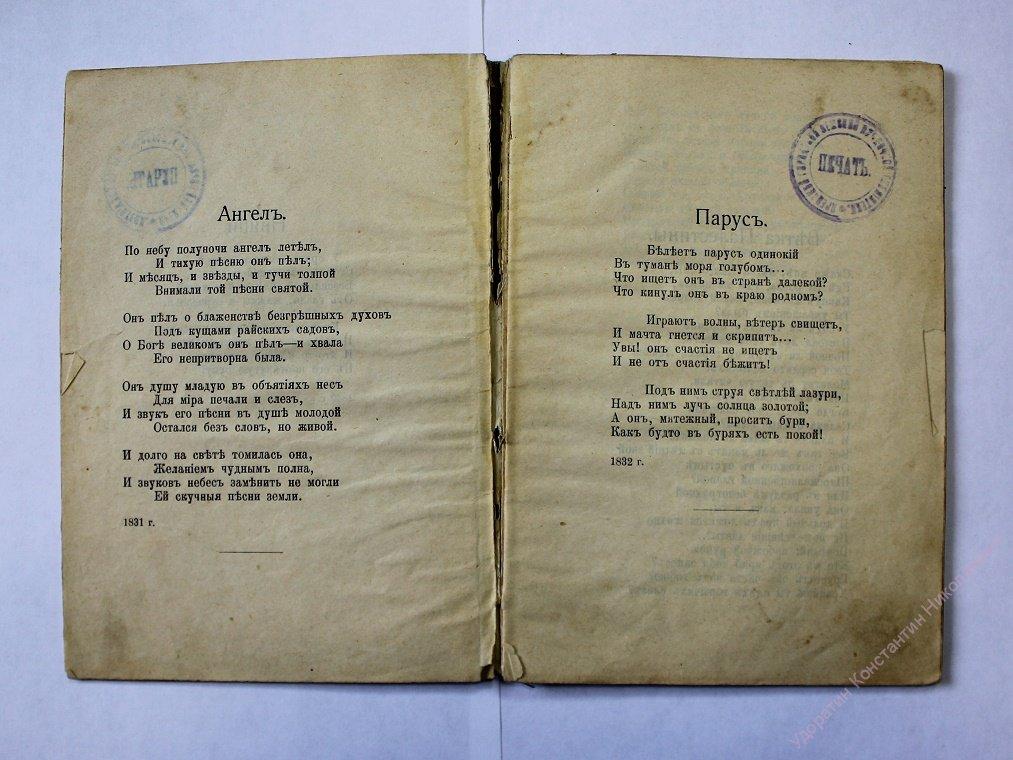 Ангелъ.
По небу полуночи ангелъ летѣлъ,
И тихую пѣсню онъ пѣлъ;
И мѣсяцъ, и звѣзды, и тучи толпой
Внимали той пѣсни святой.
Онъ пѣлъ о блаженствѣ безгрѣшныхъ духовъ
Подъ кущами райскихъ садовъ,
О Богѣ великомъ онъ пѣлъ—и хвала
Его непритворна была.
Онъ душу младую въ объятіяхъ несъ
Для міра печали и слезъ,
И звукъ его пѣсни въ душѣ молодой
Остался безъ словъ, но живой.
И долго на свѣтѣ томилась она,
Желаніемъ чуднымъ полна,
И звуковъ небесъ замѣнить не могли
Ей скучныя пѣсни земли.
1831 г.
ПЕЧАТЬ.
Парусъ.
Бѣлѣетъ парусъ одинокій
Въ туманѣ моря голубомъ...
Что ищетъ онъ въ странѣ далекой?
Что кинулъ онъ въ краю родномъ?
Играютъ волны, вѣтеръ свищетъ,
И мачта гнется и скрипитъ...
Увы! онъ счастія не ищетъ
И не отъ счастія бѣжитъ!
Подъ нимъ струя свѣтлѣй лазури,
Надъ нимъ лучъ солнца золотой;
А онъ, мятежный, проситъ бури,
Какъ будто въ буряхъ есть покой!
1832 г.
Удоратин Константин